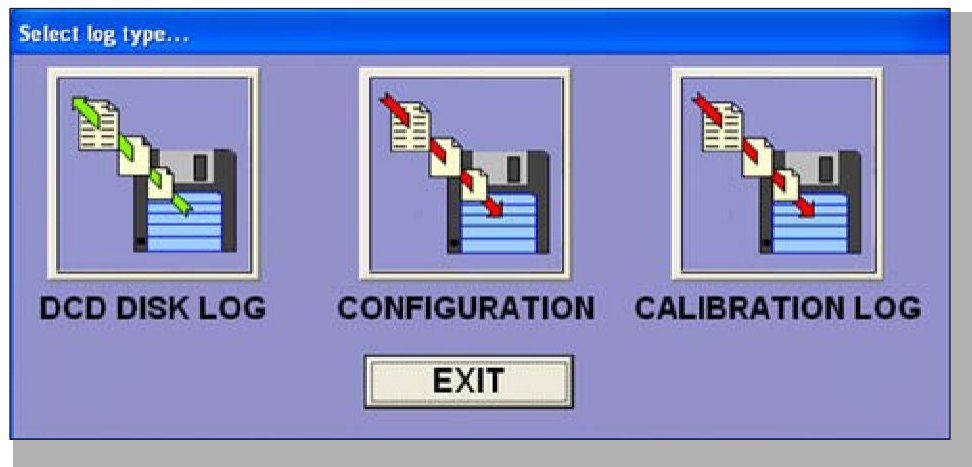 Select log type...
DCD DISK LOG
CONFIGURATION
CALIBRATION LOG
EXIT